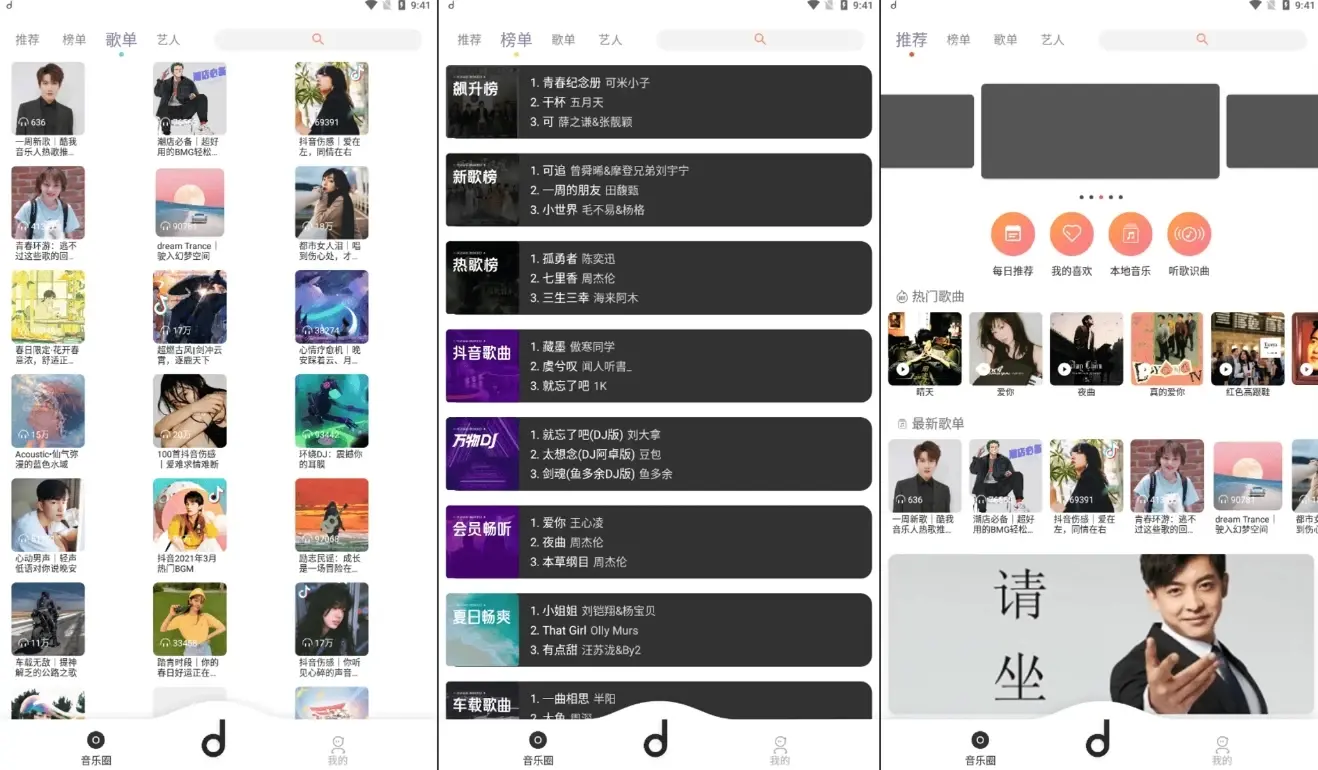 9:41
推荐 榜单 歌单 艺人
636
69391
一周新歌｜酷我
音乐人热歌推...
潮店必备｜超好
用的BMG轻松...
抖音伤感｜爱在
左，同情在右
青春环游：逃不
过这些歌的回...
dream Trance｜
驶入幻梦空间
都市女人泪｜唱
到伤心处，才...
17万
38274
春日限定·花开春
意浓，舒适正...
超燃古风|剑冲云
霄，逐鹿天下
心情疗愈机｜晚
安踩着云、月...
15万
20万
93442
Acoustic•仙气弥
漫的蓝色水域
100首抖音伤感
｜爱难求情难断
环绕DJ：震撼你
的耳膜
心动男声｜轻声
低语对你说晚安
抖音2021年3月
热门BGM
励志民谣：成长
是一场冒险在...
11万
33466
17万
车载无敌｜提神
解乏的公路之歌
踏青时段｜你的
春日好运正在...
抖音伤感｜你听
见心碎的声音...
音乐圈
我的
9:41
推荐 榜单 歌单 艺人
飙升榜
1. 青春纪念册 可米小子
2. 干杯 五月天
3. 可 薛之谦&张靓颖
新歌榜
1. 可追 曾舜晞&摩登兄弟刘宇宁
2. 一周的朋友 田馥甄
3. 小世界 毛不易&杨格
热歌榜
1. 孤勇者 陈奕迅
2. 七里香 周杰伦
3. 三生三幸 海来阿木
抖音歌曲
1. 藏墨 傲寒同学
2. 虞兮叹 闻人听書_
3. 就忘了吧 1K
万物DJ
1. 就忘了吧(DJ版) 刘大拿
2. 太想念(DJ阿卓版) 豆包
3. 剑魂(鱼多余DJ版) 鱼多余
会员畅听
1. 爱你 王心凌
2. 夜曲 周杰伦
3. 本草纲目 周杰伦
夏日畅爽
1. 小姐姐 刘铠翔&杨宝贝
2. That Girl Olly Murs
3. 有点甜 汪苏泷&By2
车载歌曲
1. 一曲相思 半阳
2. 大鱼 周深
音乐圈
我的
9:41
推荐 榜单 歌单 艺人
每日推荐 我的喜欢 本地音乐 听歌识曲
热门歌曲
晴天 爱你 夜曲 真的爱你 红色高跟鞋
最新歌单
636
69391
一周新歌｜酷我
音乐人热歌推...
潮店必备｜超好
用的BMG轻松...
抖音伤感｜爱在
左，同情在右
青春环游：逃不
过这些歌的回...
dream Trance｜
驶入幻梦空间
都市
到伤
请
坐
音乐圈
我的